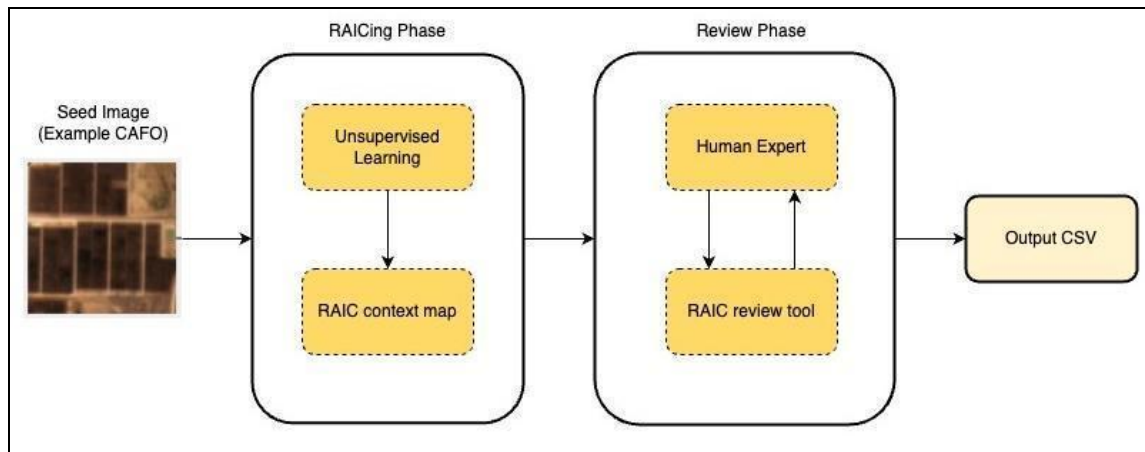 RAICing Phase
Review Phase
Seed Image
(Example CAFO)
Unsupervised
Learning
Human Expert
Output CSV
RAIC context map
RAIC review tool